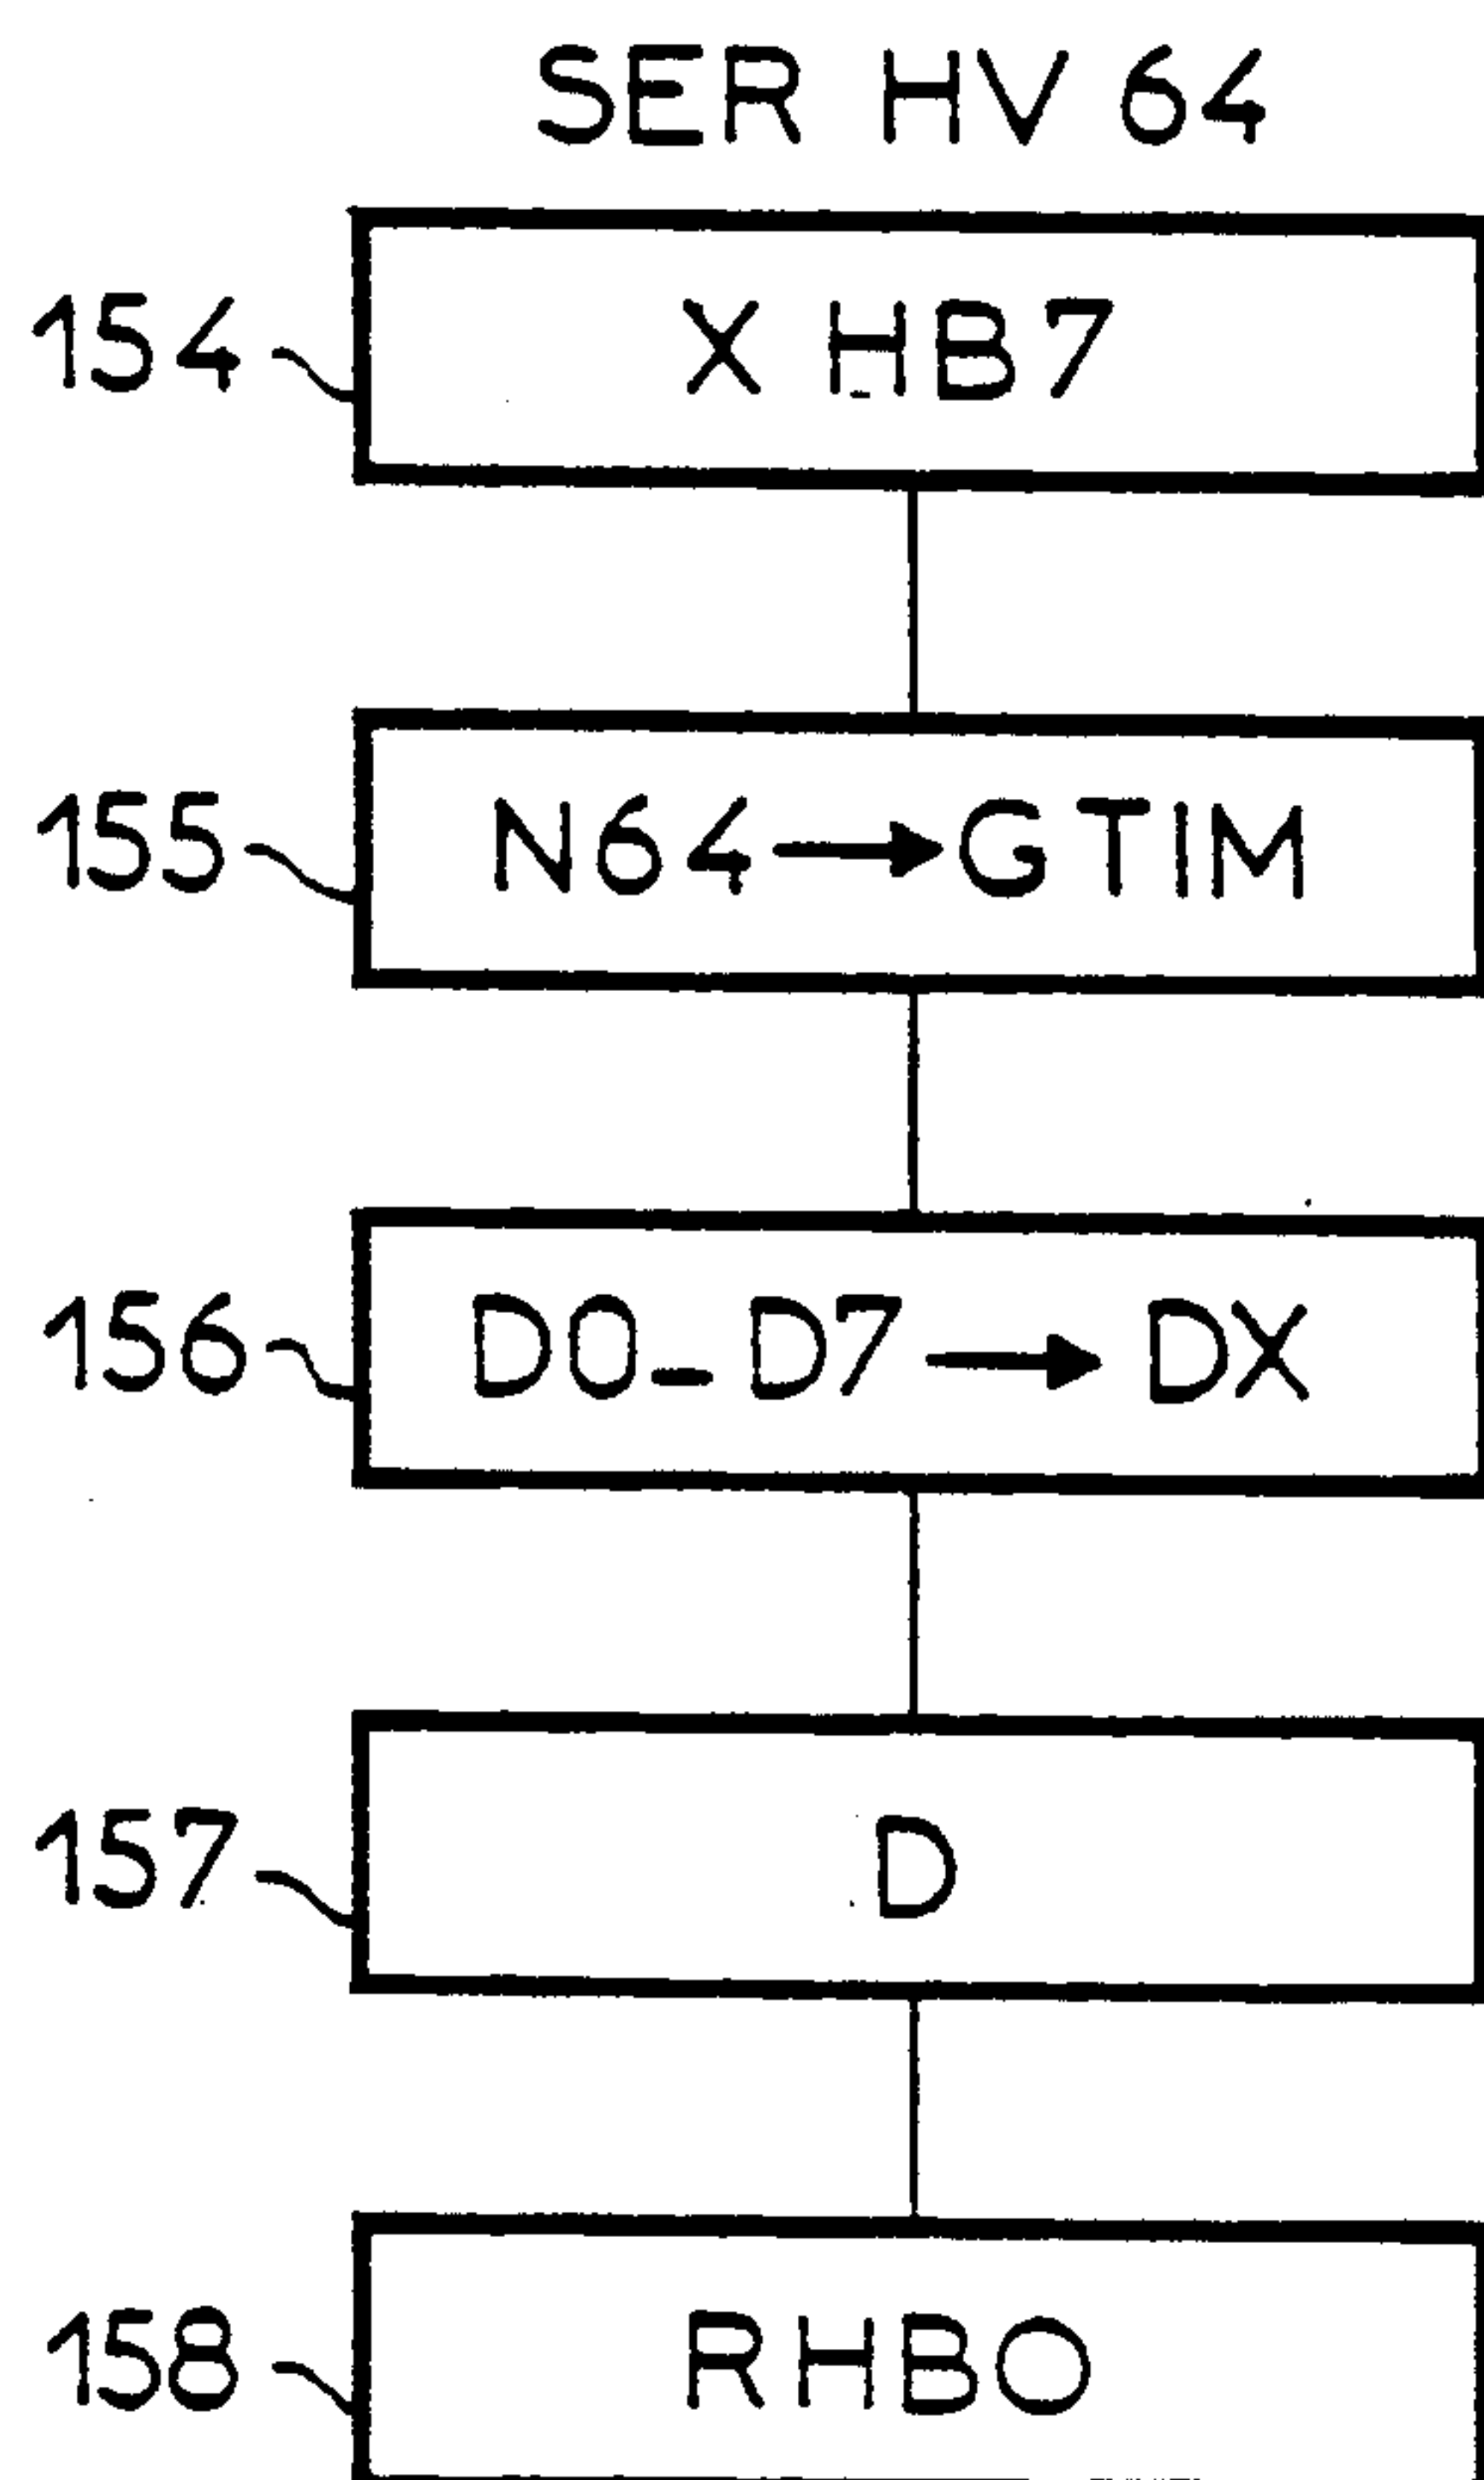 SER HV 64
154 X HB7
155 N64→GTIM
156 D0_D7→DX
157 D
158 RHBO